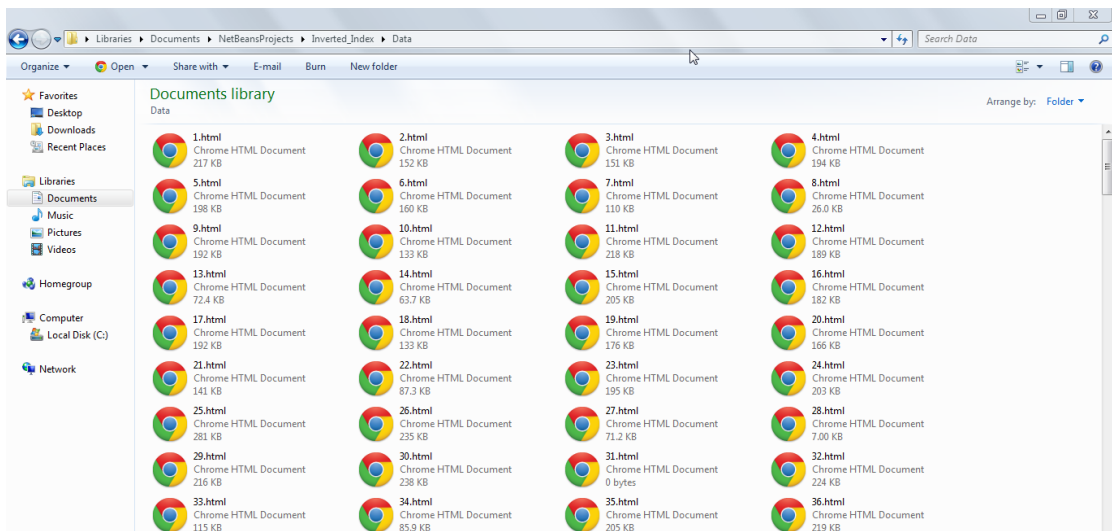 Libraries Documents NetBeansProjects Inverted_Index Data Search Data
Organize Open Share with E-mail Burn New folder
Favorites
Desktop
Downloads
Recent Places
Libraries
Documents
Music
Pictures
Videos
Homegroup
Computer
Local Disk (C:)
Network
Documents library
Data
Arrange by: Folder
1.html 2.html 3.html 4.html
Chrome HTML Document Chrome HTML Document Chrome HTML Document Chrome HTML Document
217 KB 152 KB 151 KB 194 KB
5.html 6.html 7.html 8.html
Chrome HTML Document Chrome HTML Document Chrome HTML Document Chrome HTML Document
198 KB 160 KB 110 KB 26.0 KB
9.html 10.html 11.html 12.html
Chrome HTML Document Chrome HTML Document Chrome HTML Document Chrome HTML Document
192 KB 133 KB 218 KB 189 KB
13.html 14.html 15.html 16.html
Chrome HTML Document Chrome HTML Document Chrome HTML Document Chrome HTML Document
72.4 KB 63.7 KB 205 KB 182 KB
17.html 18.html 19.html 20.html
Chrome HTML Document Chrome HTML Document Chrome HTML Document Chrome HTML Document
192 KB 133 KB 176 KB 166 KB
21.html 22.html 23.html 24.html
Chrome HTML Document Chrome HTML Document Chrome HTML Document Chrome HTML Document
141 KB 87.3 KB 195 KB 203 KB
25.html 26.html 27.html 28.html
Chrome HTML Document Chrome HTML Document Chrome HTML Document Chrome HTML Document
281 KB 235 KB 71.2 KB 7.00 KB
29.html 30.html 31.html 32.html
Chrome HTML Document Chrome HTML Document Chrome HTML Document Chrome HTML Document
216 KB 238 KB 0 bytes 224 KB
33.html 34.html 35.html 36.html
Chrome HTML Document Chrome HTML Document Chrome HTML Document Chrome HTML Document
115 KB 85.9 KB 205 KB 219 KB